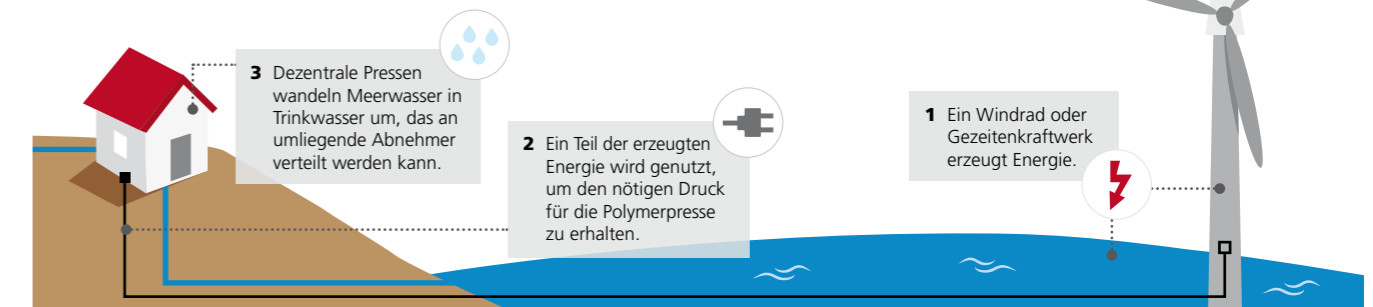 3 Dezentrale Pressen
wandeln Meerwasser in
Trinkwasser um, das an
umliegende Abnehmer
verteilt werden kann.
2 Ein Teil der erzeugten
Energie wird genutzt,
um den nötigen Druck
für die Polymerpresse
zu erhalten.
1 Ein Windrad oder
Gezeitenkraftwerk
erzeugt Energie.